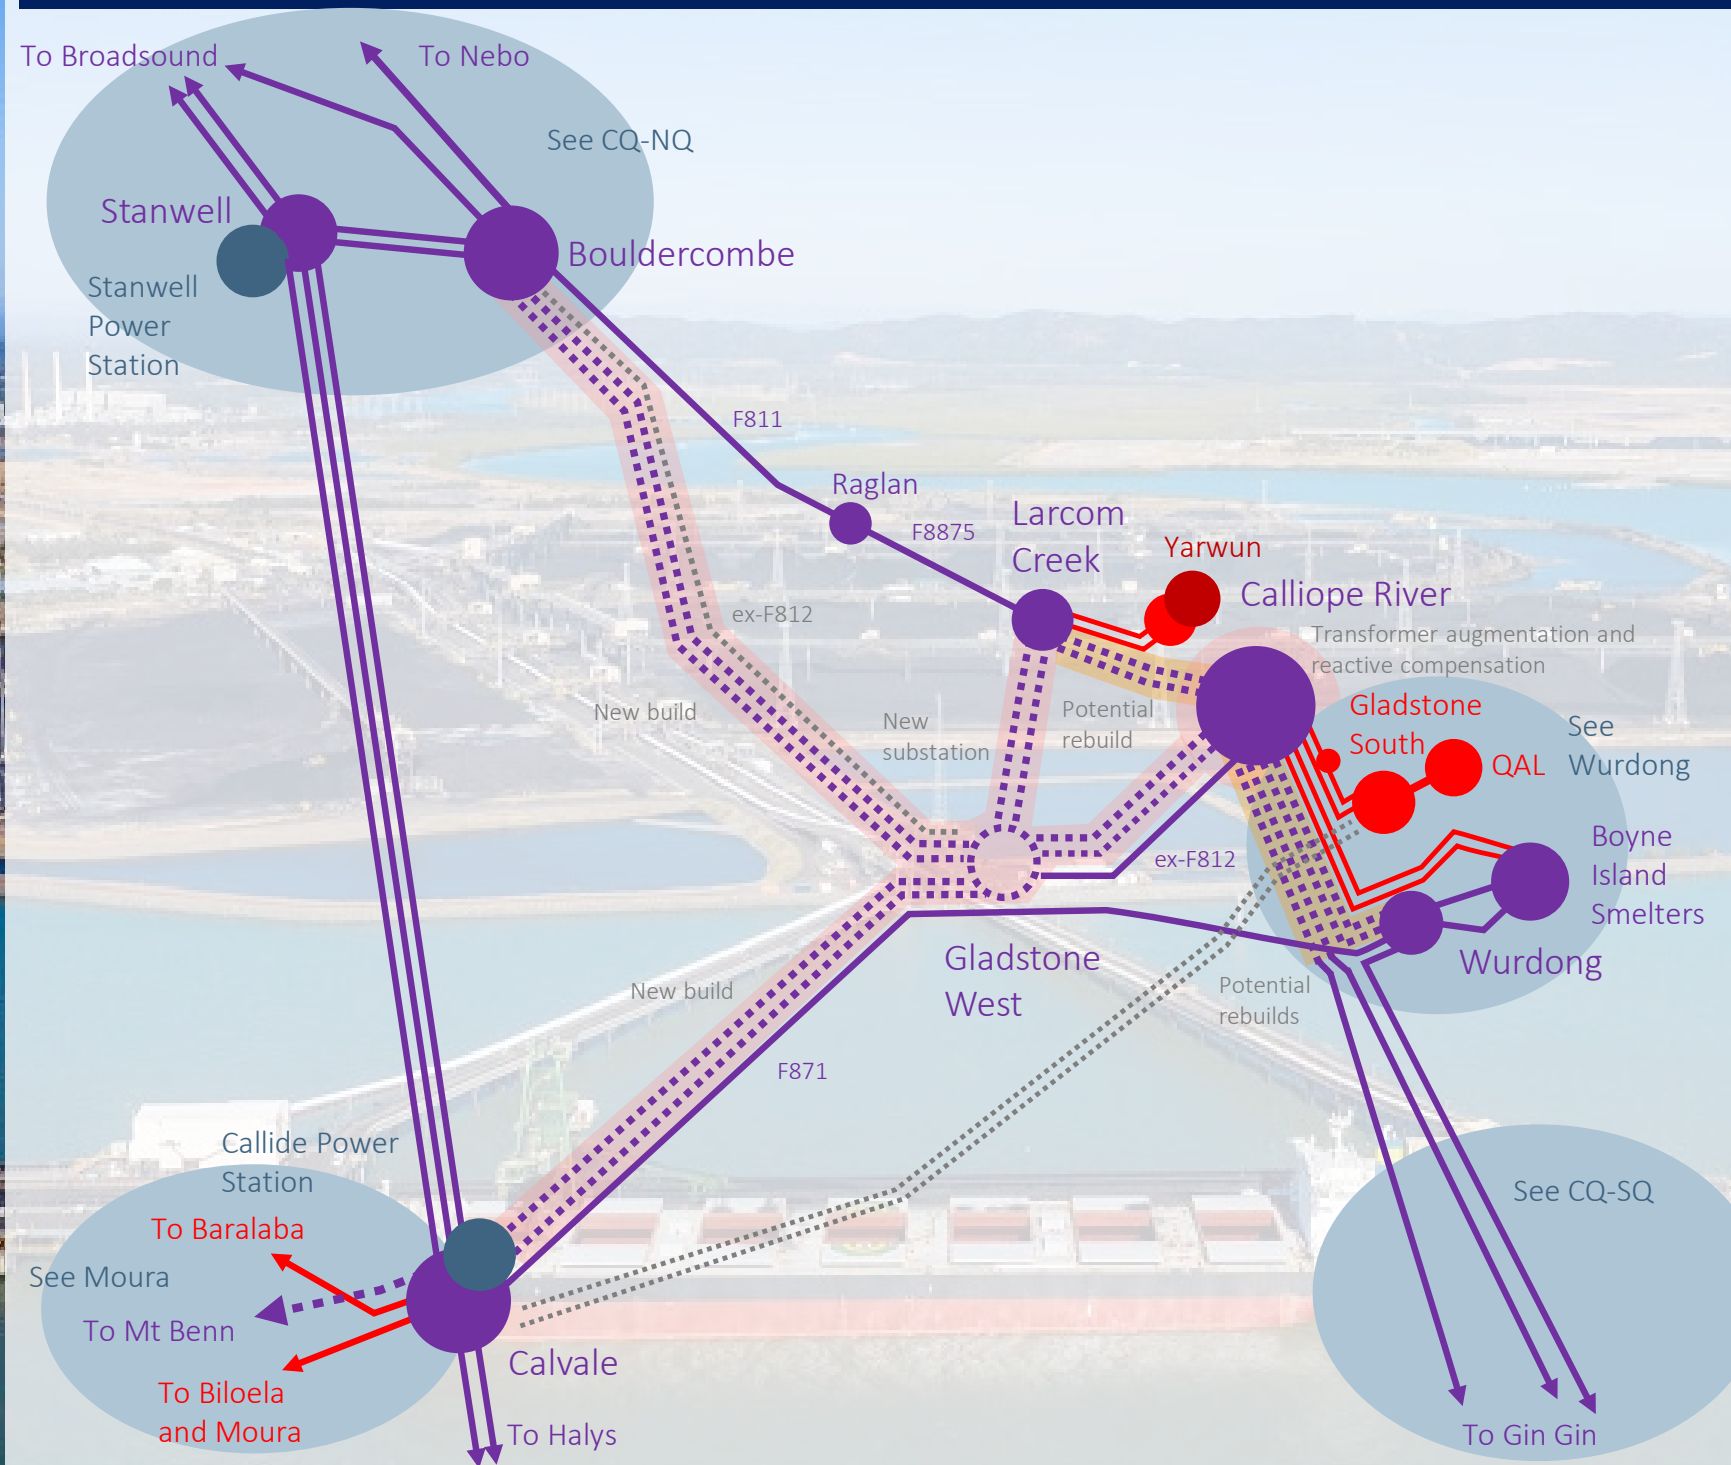 To Broadsound
To Nebo
See CQ-NQ
Stanwell
Bouldercombe
Stanwell
Power
Station
F811
Raglan
F8875
Larcom
Creek
Yarwun
Calliope River
Transformer augmentation and
reactive compensation
ex-F812
New build
New
substation
Potential
rebuild
Gladstone
South
QAL
See
Wurdong
ex-F812
Boyne
Island
Smelters
Gladstone
West
Wurdong
Potential
rebuilds
New build
F871
Callide Power
Station
To Baralaba
See Moura
To Mt Benn
To Biloela
and Moura
Calvale
To Halys
See CQ-SQ
To Gin Gin